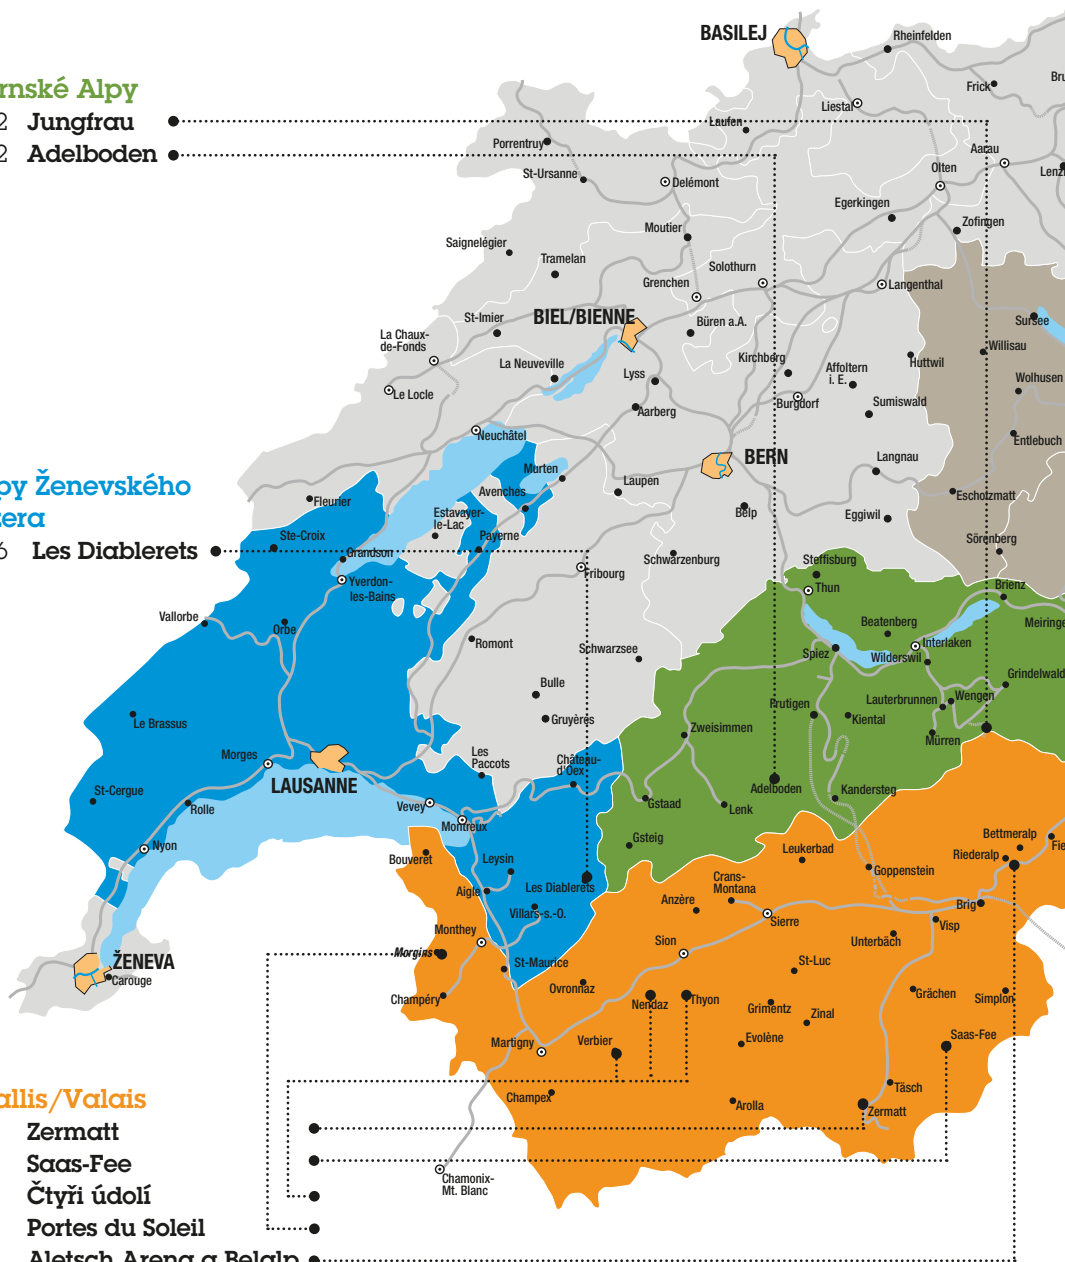 rnské Alpy
2 Jungfrau
2 Adelboden
BASILEJ
Rheinfelden
Frick
Bru
Liestal
Laufen
Porrentruy
Aarau
St-Ursanne
Delémont
Olten
Lenz
Egerkingen
Zofingen
Moutier
Saignelégier
Tramelan
Solothurn
Grenchen
Langenthal
St-Imier
BIEL/BIENNE
Büren a.A.
Sursee
La Chaux-
de-Fonds
Willisau
Kirchberg
Huttwil
La Neuveville
Lyss
Affoltern
i. E.
Wolhusen
Le Locle
Burgdorf
Sumiswald
Aarberg
Neuchâtel
Entlebuch
BERN
Langnau
Murten
Laupen
Avenches
Escholzmatt
py Ženevského
zera
6 Les Diablerets
Fleurier
Estavayer-
le-Lac
Belp
Eggiwil
Ste-Croix
Payerne
Sörenberg
Grandson
Schwarzenburg
Steffisburg
Yverdon-
les-Bains
Fribourg
Thun
Brienz
Vallorbe
Orbe
Beatenberg
Meiringe
Romont
Schwarzsee
Spiez
Wilderswil
Interlaken
Grindelwald
Bulle
Le Brassus
Gruyères
Frutigen
Lauterbrunnen
Wengen
Kiental
Zweisimmen
Mürren
Morges
Les
Paccots
Château-
d'Oex
LAUSANNE
St-Cergue
Rolle
Vevey
Montreux
Gstaad
Lenk
Adelboden
Kandersteg
Nyon
Gsteig
Bouveret
Leysin
Leukerbad
Bettmeralp
Riederalp
Fie
Goppenstein
Aigle
Les Diablerets
Crans-
Montana
Anzère
Brig
Villars-s.-O.
Sierre
Visp
Monthey
Sion
Unterbäch
Morgins
ŽENEVA
Carouge
St-Maurice
St-Luc
Champéry
Ovronnaz
Nendaz
Thyon
Grimentz
Grächen
Simplon
Zinal
Martigny
Verbier
Evolène
Saas-Fee
Champex
Täsch
Arolla
Zermatt
Chamonix-
Mt. Blanc
allis/Valais
Zermatt
Saas-Fee
Čtyři údolí
Portes du Soleil
Aletsch Arena a Belalp